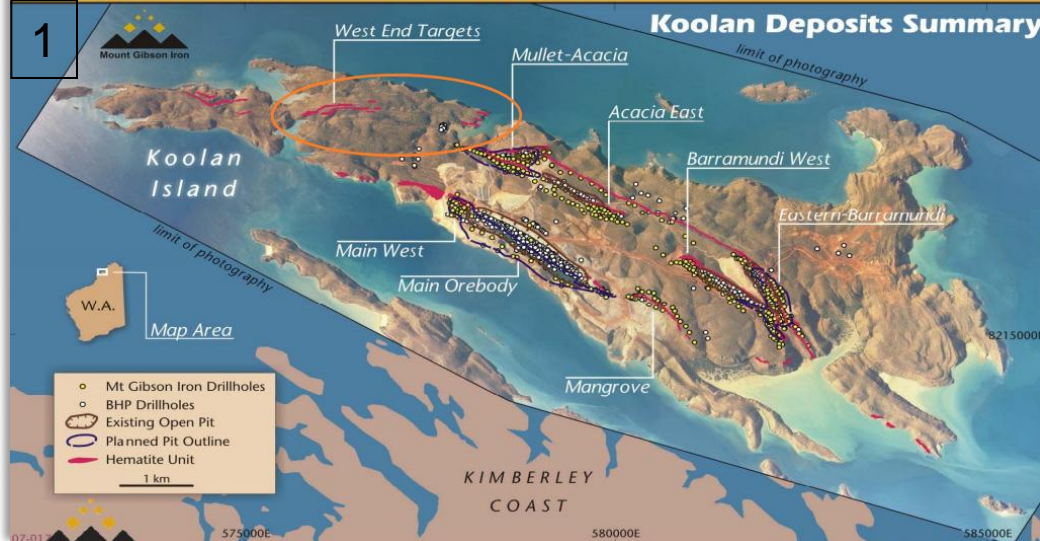 1
Mount Gibson Iron
Koolan Deposits Summary
limit of photography
West End Targets
Mullet-Acacia
Acacia East
Barramundi West
Eastern-Barramundi
Koolan
Island
Main West
Main Orebody
limit of photography
W.A.
Map Area
Mangrove
8215000
Mt Gibson Iron Drillholes
BHP Drillholes
Existing Open Pit
Planned Pit Outline
Hematite Unit
1 km
KIMBERLEY
COAST
575000E
580000E
585000E